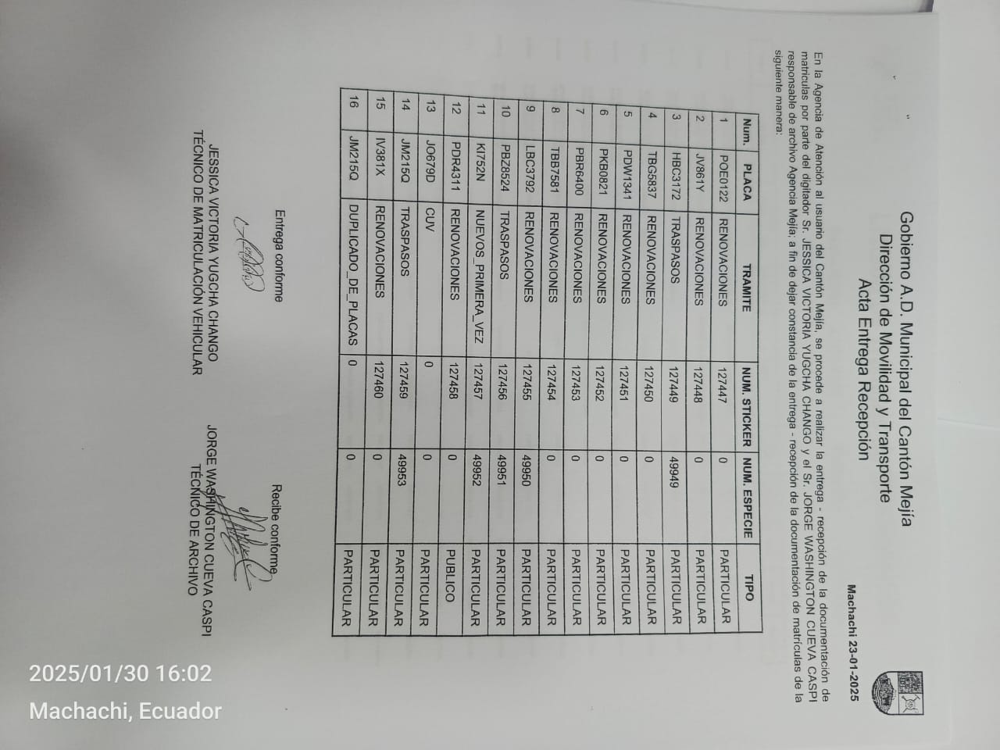 Gobierno A.D. Municipal del Cantón Mejía
Dirección de Movilidad y Transporte
Acta Entrega Recepción
Machachi 23-01-2025
En la Agencia de Atención al usuario del Cantón Mejía, se procede a realizar la entrega - recepción de la documentación de
matriculas por parte del digitador Sr. JESSICA VICTORIA YUGCHA CHANGO y el Sr. JORGE WASHINGTON CUEVA CASPI
responsable de archivo Agencia Mejía; a fin de dejar constancia de la entrega - recepción de la documentación de matrículas de la
siguiente manera:
Num. PLACA TRAMITE NUM. STICKER NUM. ESPECIE TIPO
1 POE0122 RENOVACIONES 127447 0 PARTICULAR
2 JV861Y RENOVACIONES 127448 0 PARTICULAR
3 HBC3172 TRASPASOS 127449 49949 PARTICULAR
4 TBG5837 RENOVACIONES 127450 0 PARTICULAR
5 PDW1341 RENOVACIONES 127451 0 PARTICULAR
6 PKB0821 RENOVACIONES 127452 0 PARTICULAR
7 PBR6400 RENOVACIONES 127453 0 PARTICULAR
8 TBB7581 RENOVACIONES 127454 0 PARTICULAR
9 LBC3792 RENOVACIONES 127455 49950 PARTICULAR
10 PBZ8524 TRASPASOS 127456 49951 PARTICULAR
11 KI752N NUEVOS_PRIMERA_VEZ 127457 49952 PARTICULAR
12 PDR4311 RENOVACIONES 127458 0 PUBLICO
13 JO679D CUV 0 0 PARTICULAR
14 JM215Q TRASPASOS 127459 49953 PARTICULAR
15 IV381X RENOVACIONES 127460 0 PARTICULAR
16 JM215Q DUPLICADO_DE_PLACAS 0 0 PARTICULAR
Entrega conforme
JESSICA VICTORIA YUGCHA CHANGO
TÉCNICO DE MATRICULACIÓN VEHICULAR
Recibe conforme
JORGE WASHINGTON CUEVA CASPI
TÉCNICO DE ARCHIVO
2025/01/30 16:02
Machachi, Ecuador